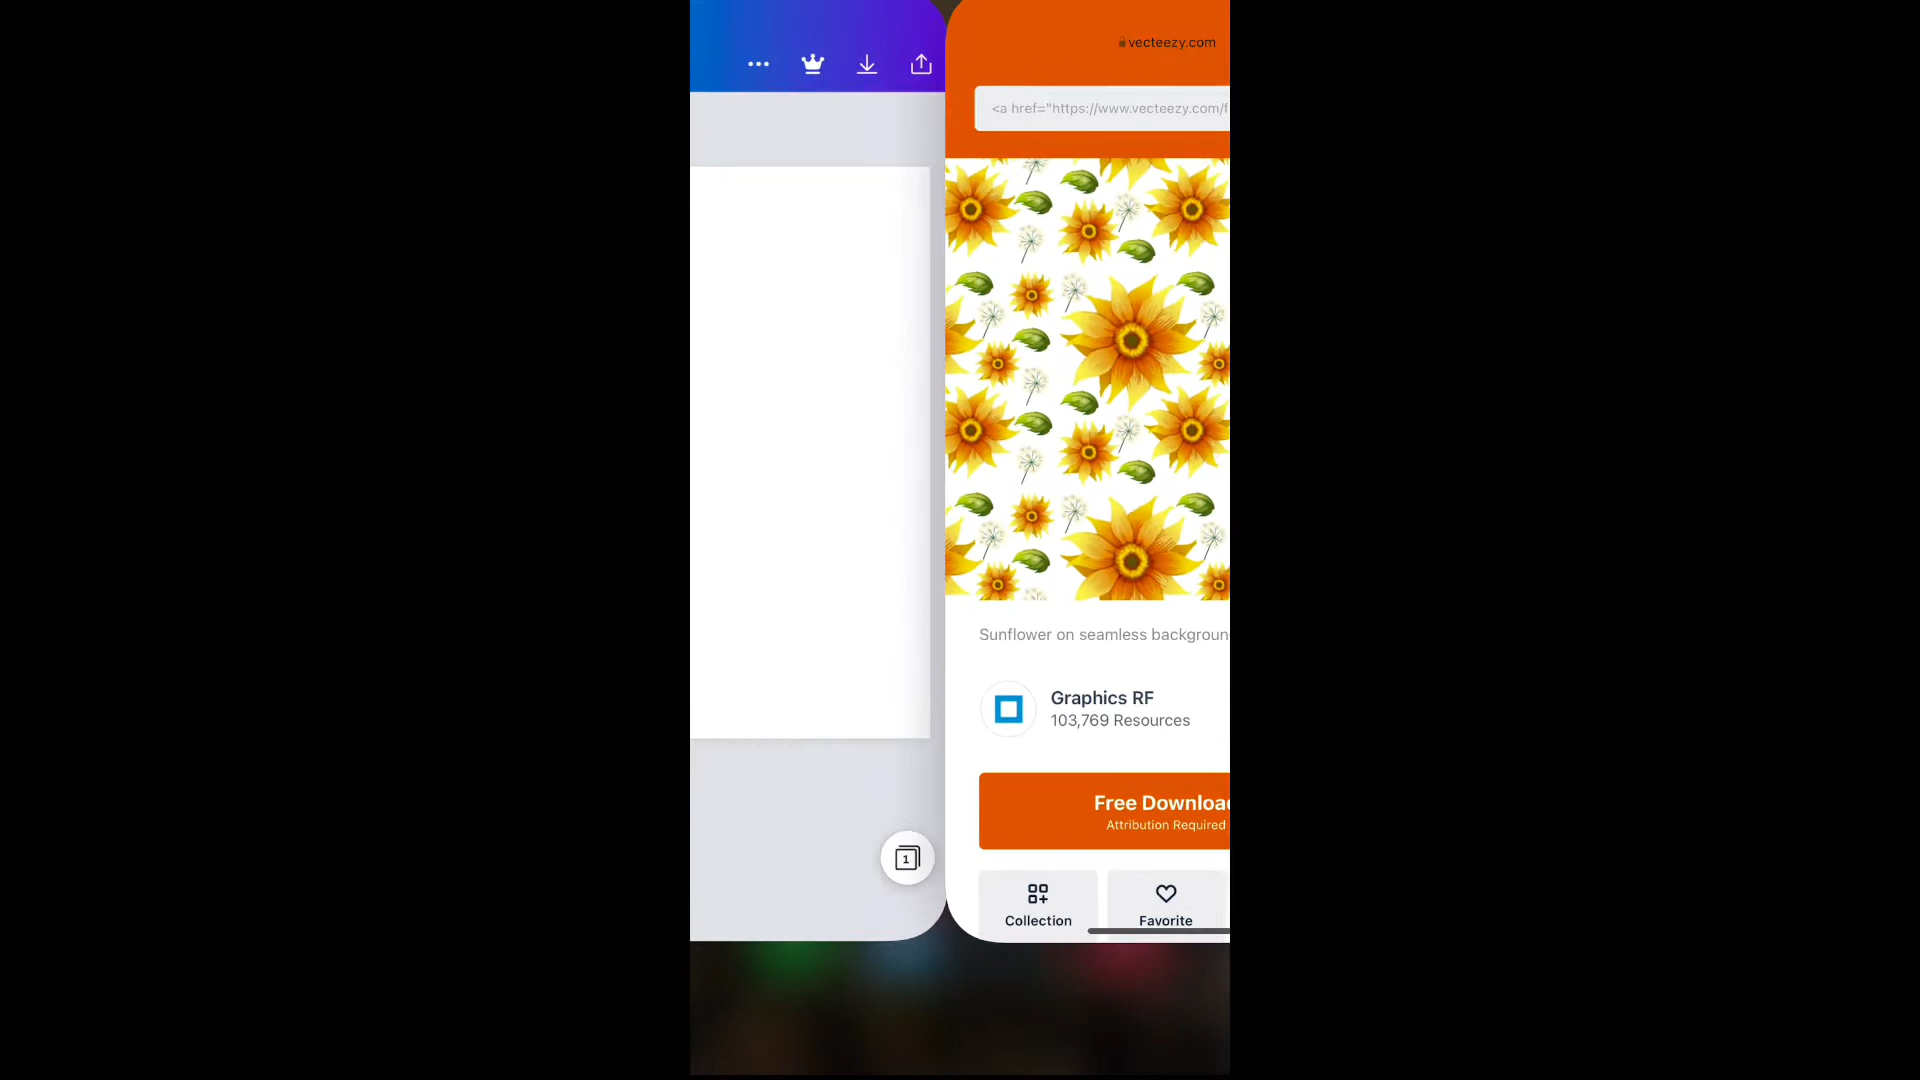 vecteezy.com
<a href="https://www.vecteezy.com/f
Sunflower on seamless backgroun
Graphics RF
103,769 Resources
Free Downloa
Attribution Required
1
Collection
Favorite